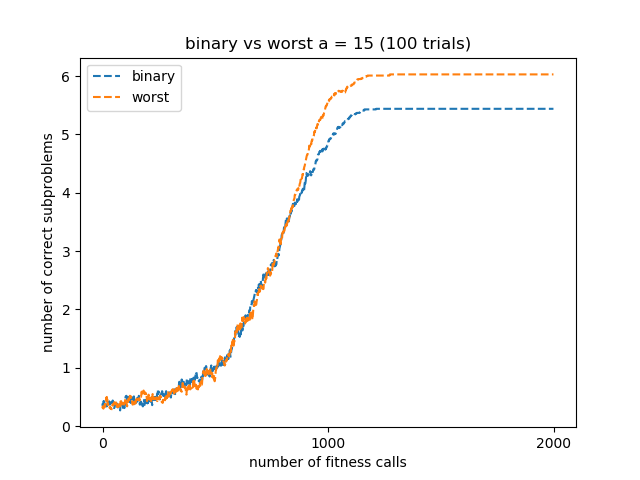 binary vs worst a = 15 (100 trials)
binary
worst
number of correct subproblems
6
5
4
3
2
1
0
0 1000 2000
number of fitness calls